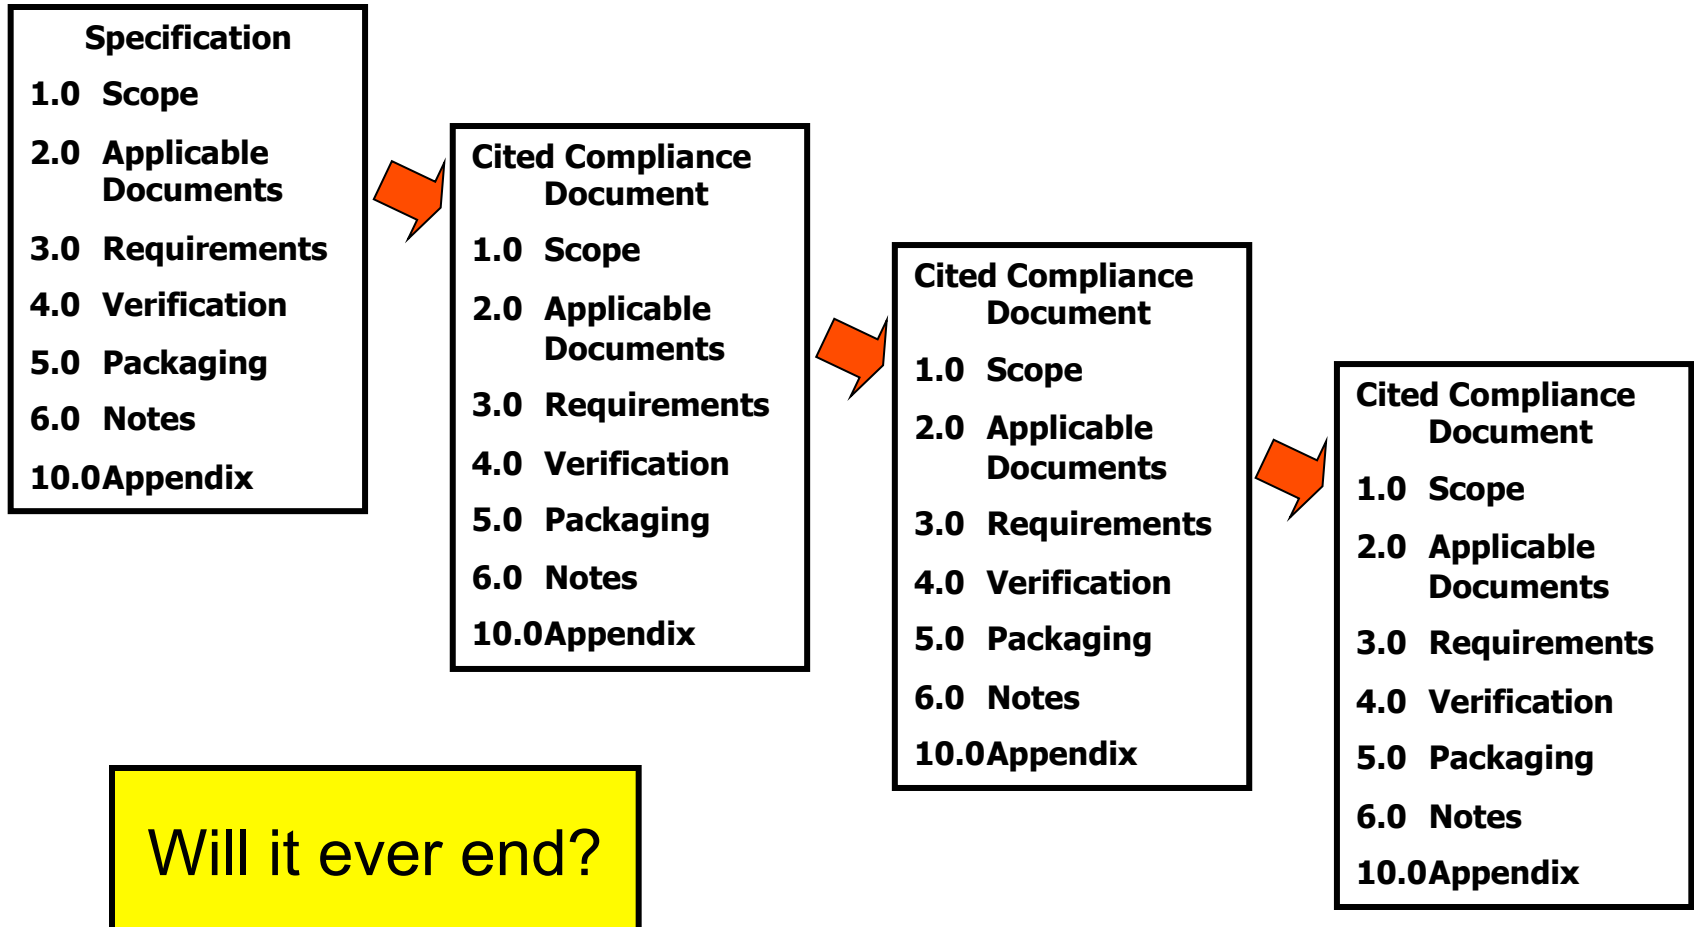 Specification
1.0 Scope
2.0 Applicable
Documents
3.0 Requirements
4.0 Verification
5.0 Packaging
6.0 Notes
10.0Appendix
Cited Compliance
Document
1.0 Scope
2.0 Applicable
Documents
3.0 Requirements
4.0 Verification
5.0 Packaging
6.0 Notes
10.0Appendix
Cited Compliance
Document
1.0 Scope
2.0 Applicable
Documents
3.0 Requirements
4.0 Verification
5.0 Packaging
6.0 Notes
10.0Appendix
Cited Compliance
Document
1.0 Scope
2.0 Applicable
Documents
3.0 Requirements
4.0 Verification
5.0 Packaging
6.0 Notes
10.0Appendix
Will it ever end?